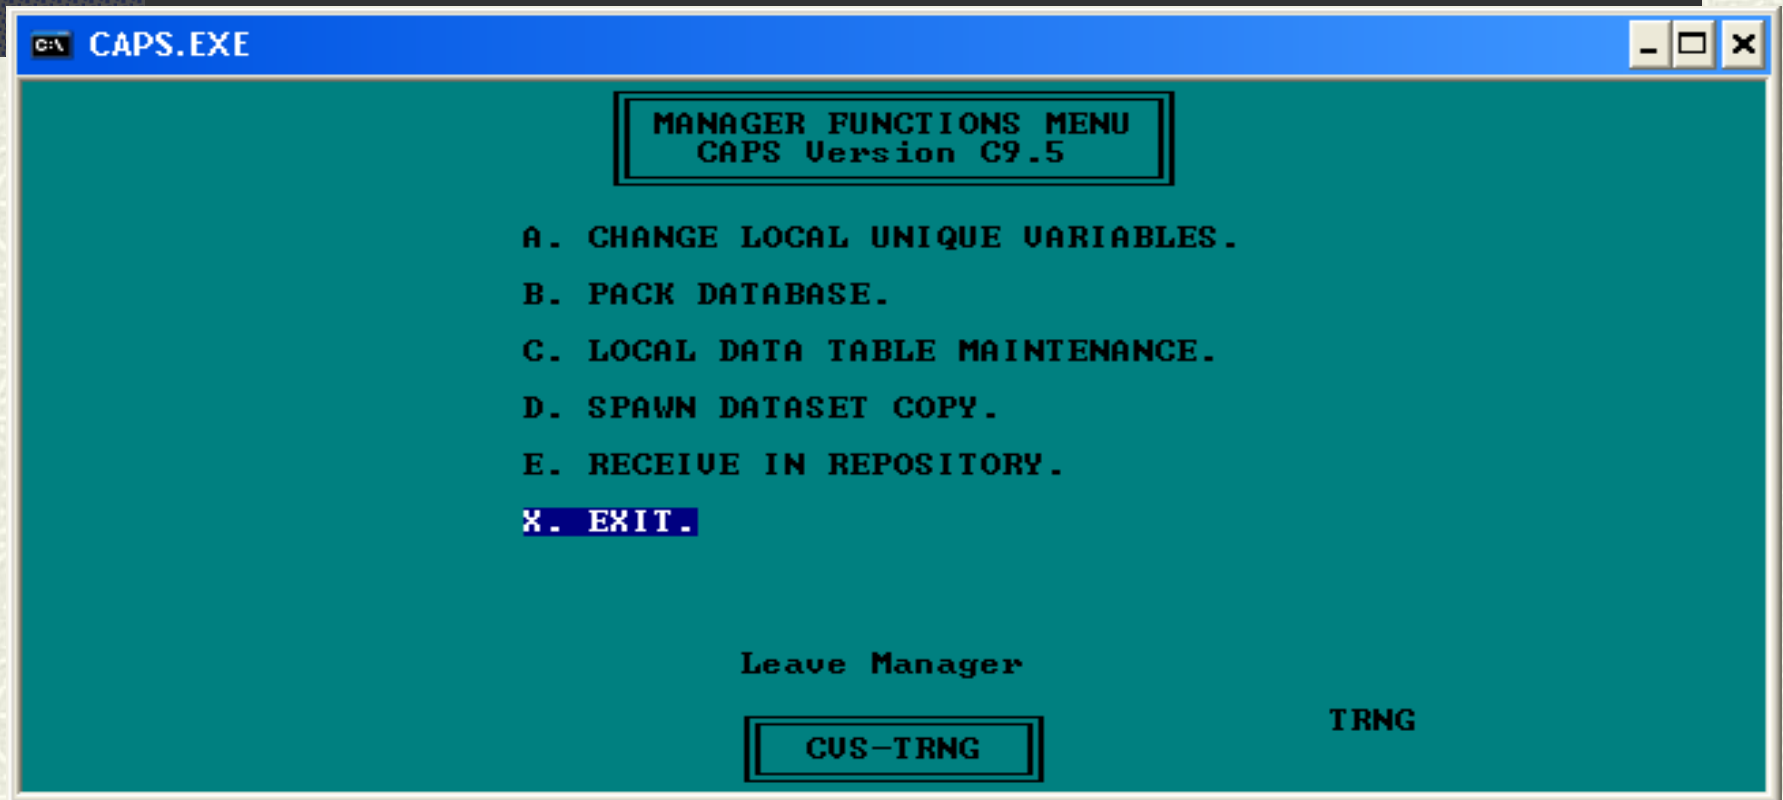 CAPS.EXE
MANAGER FUNCTIONS MENU
CAPS Version C9.5
A. CHANGE LOCAL UNIQUE VARIABLES.
B. PACK DATABASE.
C. LOCAL DATA TABLE MAINTENANCE.
D. SPAWN DATASET COPY.
E. RECEIVE IN REPOSITORY.
X. EXIT.
Leave Manager
TRNG
CVS-TRNG